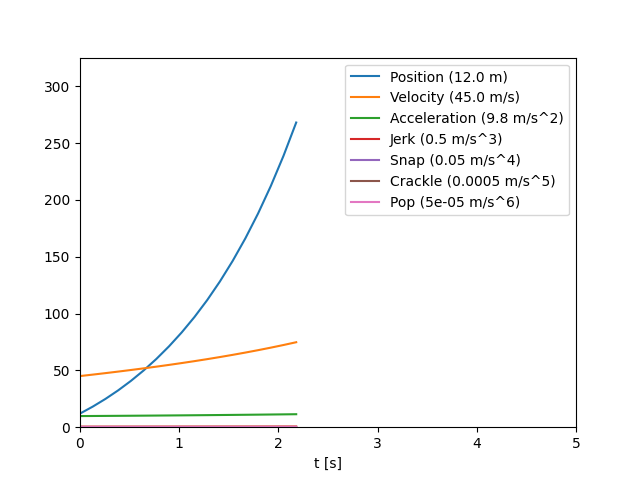 300
250
200
150
100
50
0
0 1 2 3 4 5
t [s]
Position (12.0 m)
Velocity (45.0 m/s)
Acceleration (9.8 m/s^2)
Jerk (0.5 m/s^3)
Snap (0.05 m/s^4)
Crackle (0.0005 m/s^5)
Pop (5e-05 m/s^6)